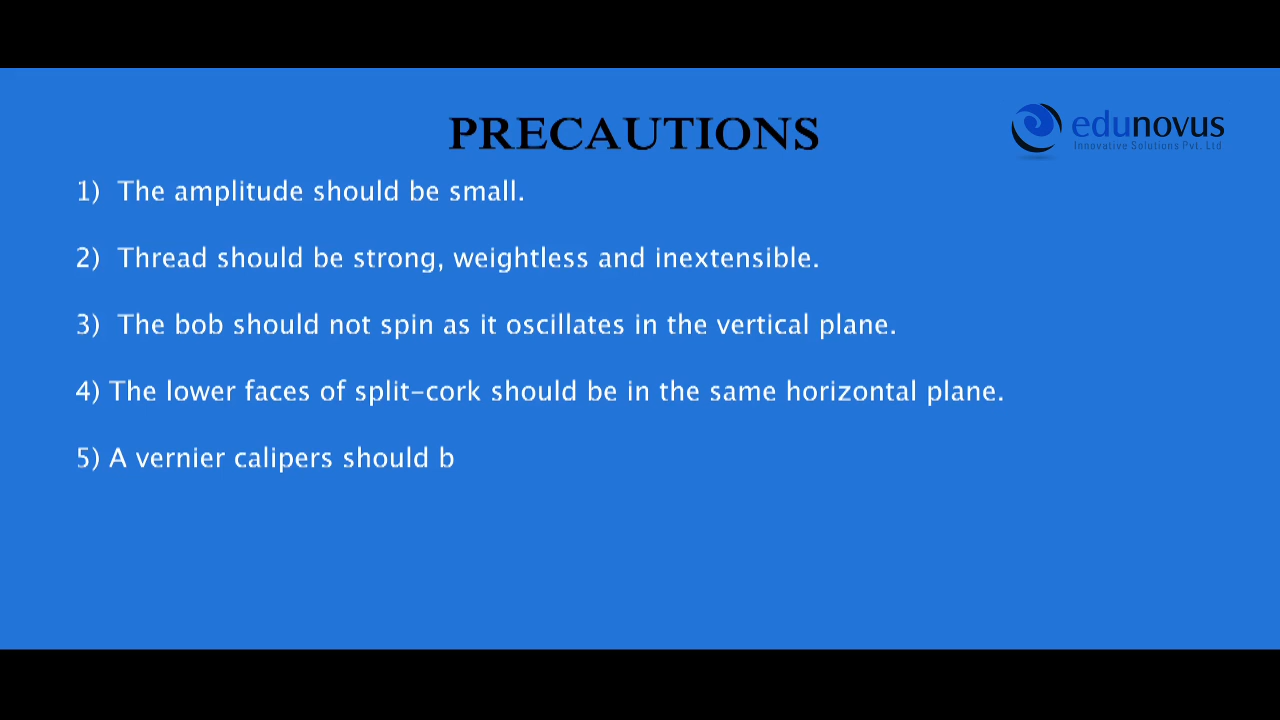 PRECAUTIONS
edunovus
Innovative Solutions Pvt. Ltd
1) The amplitude should be small.
2) Thread should be strong, weightless and inextensible.
3) The bob should not spin as it oscillates in the vertical plane.
4) The lower faces of split-cork should be in the same horizontal plane.
5) A vernier calipers should b